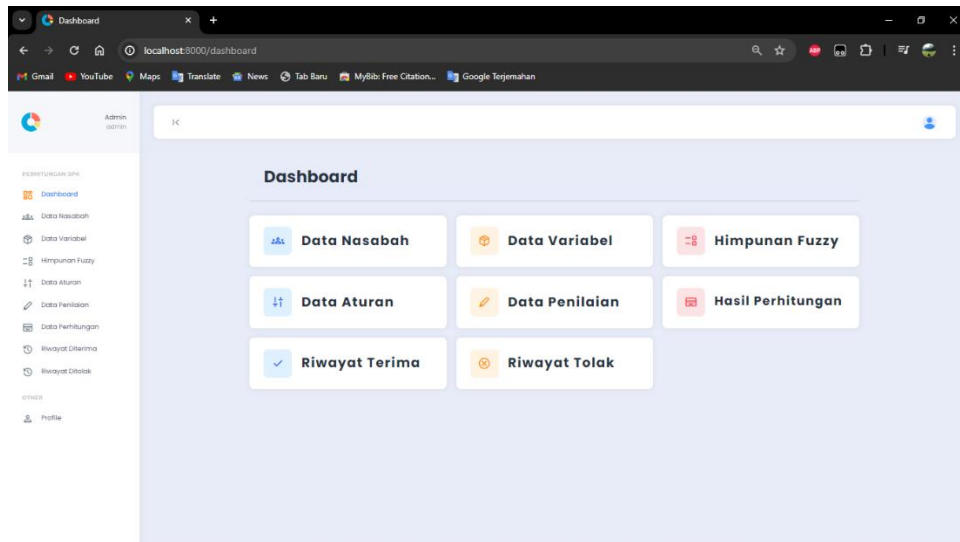 Dashboard
localhost:8000/dashboard
ABP
Gmail
YouTube
Maps
Translate
News
Tab Baru
MyBib: Free Citation...
Google Terjemahan
Admin
admin
PERHITUNGAN SPK
Dashboard
Data Nasabah
Data Variabel
Himpunan Fuzzy
Data Aturan
Data Penilaian
Data Perhitungan
Riwayat Diterima
Riwayat Ditolak
OTHER
Profile
Dashboard
Data Nasabah
Data Variabel
Himpunan Fuzzy
Data Aturan
Data Penilaian
Hasil Perhitungan
Riwayat Terima
Riwayat Tolak